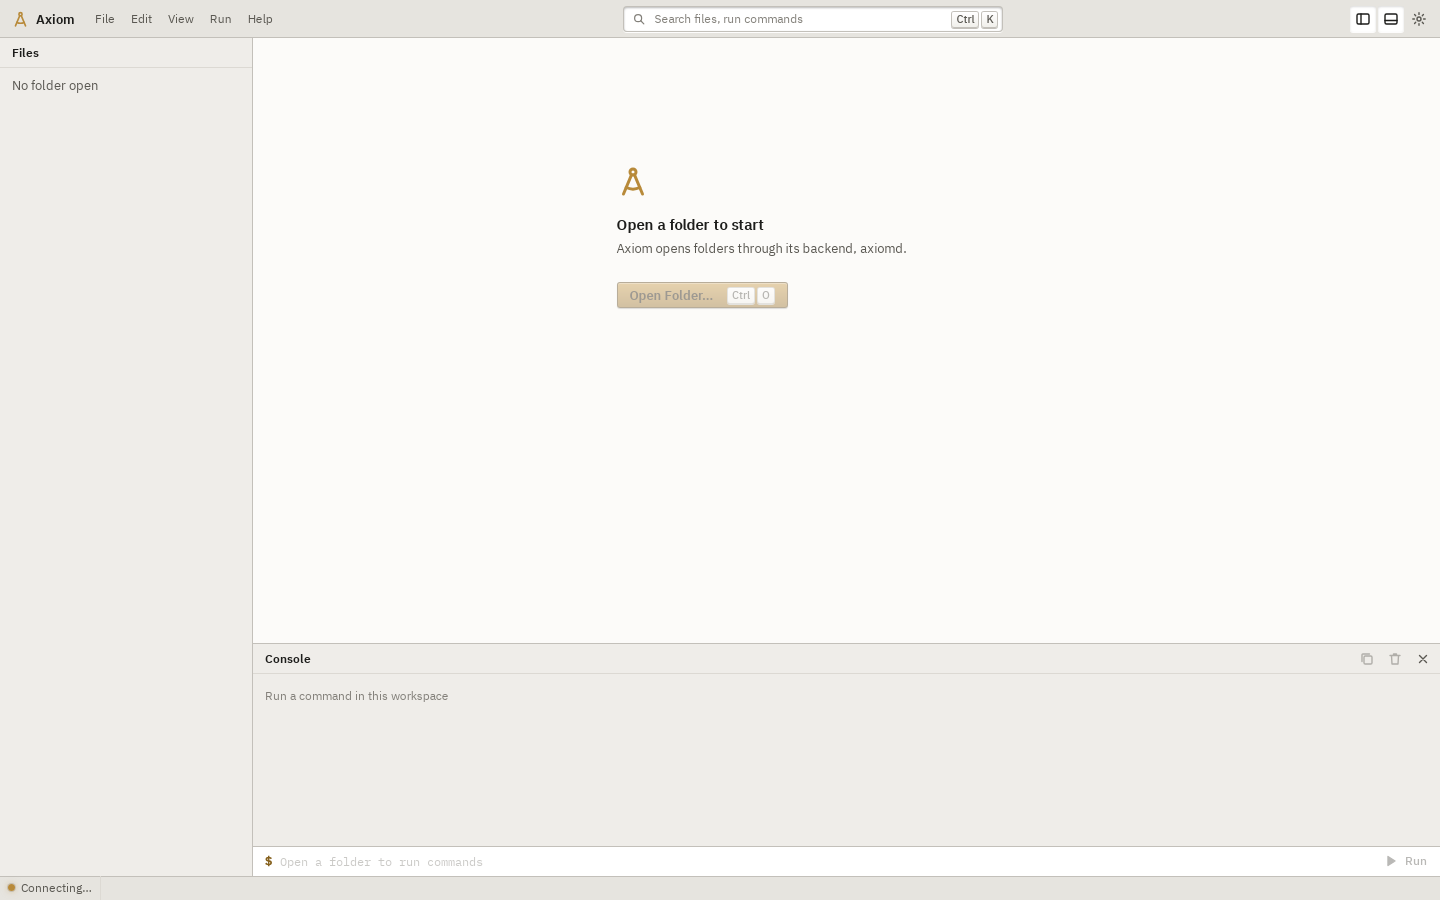 Axiom File Edit View Run Help Search files, run commands Ctrl K
Files
No folder open
Open a folder to start
Axiom opens folders through its backend, axiomd.
Open Folder... Ctrl O
Console
Run a command in this workspace
$ Open a folder to run commands Run
Connecting...